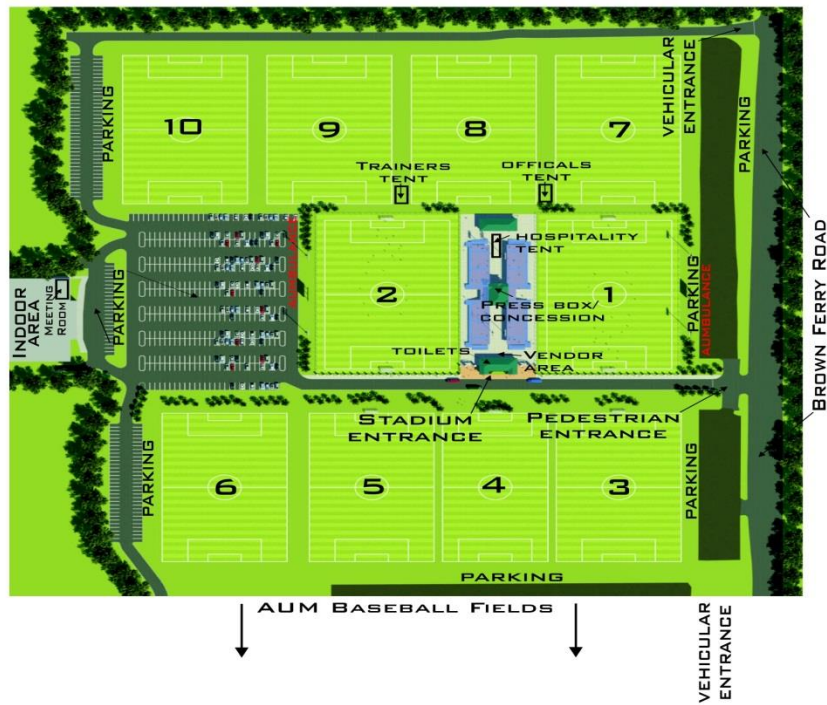 VEHICULAR
ENTRANCE
PARKING
10
9
8
7
PARKING
TRAINERS
TENT
OFFICALS
TENT
BROWN FERRY ROAD
HOSPITALITY
TENT
INDOOR
AREA
MEETING
ROOM
PARKING
2
PRESS BOX/
CONCESSION
1
PARKING
AUMBULANCE
TOILETS
VENDOR
AREA
STADIUM
ENTRANCE
PEDESTRIAN
ENTRANCE
PARKING
6
5
4
3
PARKING
PARKING
AUM BASEBALL FIELDS
VEHICULAR
ENTRANCE